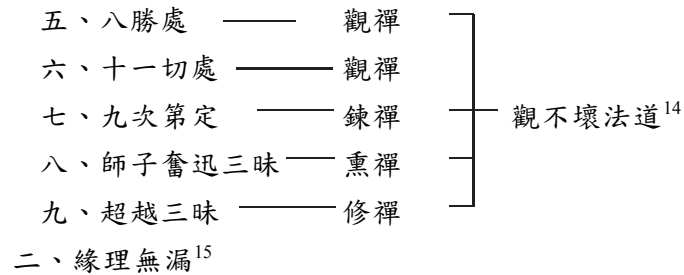 五、八勝處 觀禪
六、十一切處 觀禪
七、九次第定 鍊禪 觀不壞法道14
八、師子奮迅三昧 熏禪
九、超越三昧 修禪
二、緣理無漏15